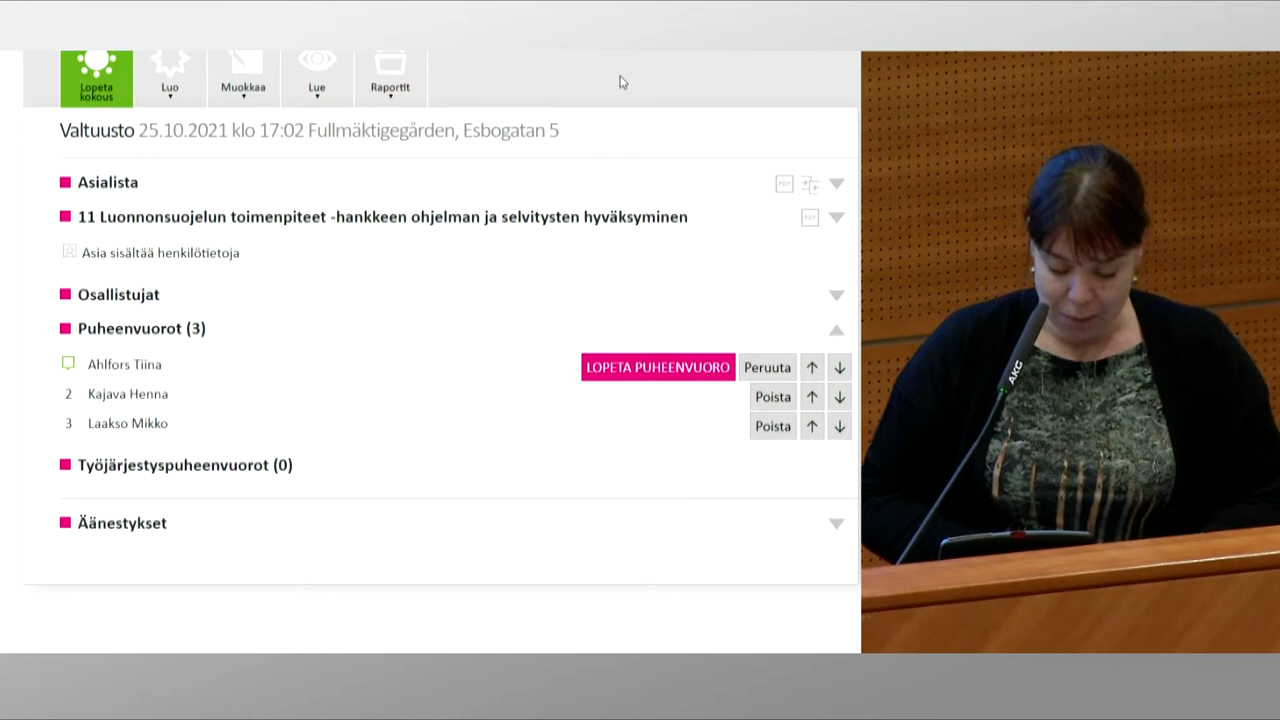 Lopeta kokous
Luo
Muokkaa
Lue
Raportit
Valtuusto 25.10.2021 klo 17:02 Fullmäktigegården, Esbogatan 5
Asialista
PDF
11 Luonnonsuojelun toimenpiteet -hankkeen ohjelman ja selvitysten hyväksyminen
PDF
Asia sisältää henkilötietoja
Osallistujat
Puheenvuorot (3)
Ahlfors Tiina LOPETA PUHEENVUORO Peruuta
2 Kajava Henna Poista
3 Laakso Mikko Poista
Työjärjestyspuheenvuorot (0)
Äänestykset
AKG